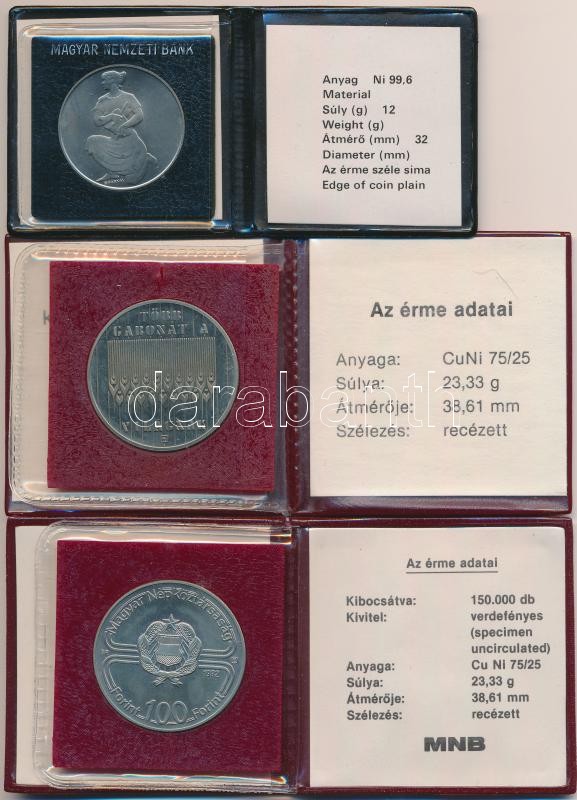 MAGYAR NEMZETI BANK
Anyag Ni 99,6
Material
Súly (g) 12
Weight (g)
Átmérő (mm) 32
Diameter (mm)
Az érme széle sima
Edge of coin plain
TÖBB
GABONÁT A
Az érme adatai
Anyaga: CuNi 75/25
Súlya: 23,33 g
Átmérője: 38,61 mm
Szélezés: recézett
darabanth.com
Magyar Népköztársaság
1982
Forint 100 Forint
Az érme adatai
Kibocsátva: 150.000 db
Kivitel: verdefényes
(specimen
uncirculated)
Anyaga: Cu Ni 75/25
Súlya: 23,33 g
Átmérője: 38,61 mm
Szélezés: recézett
MNB